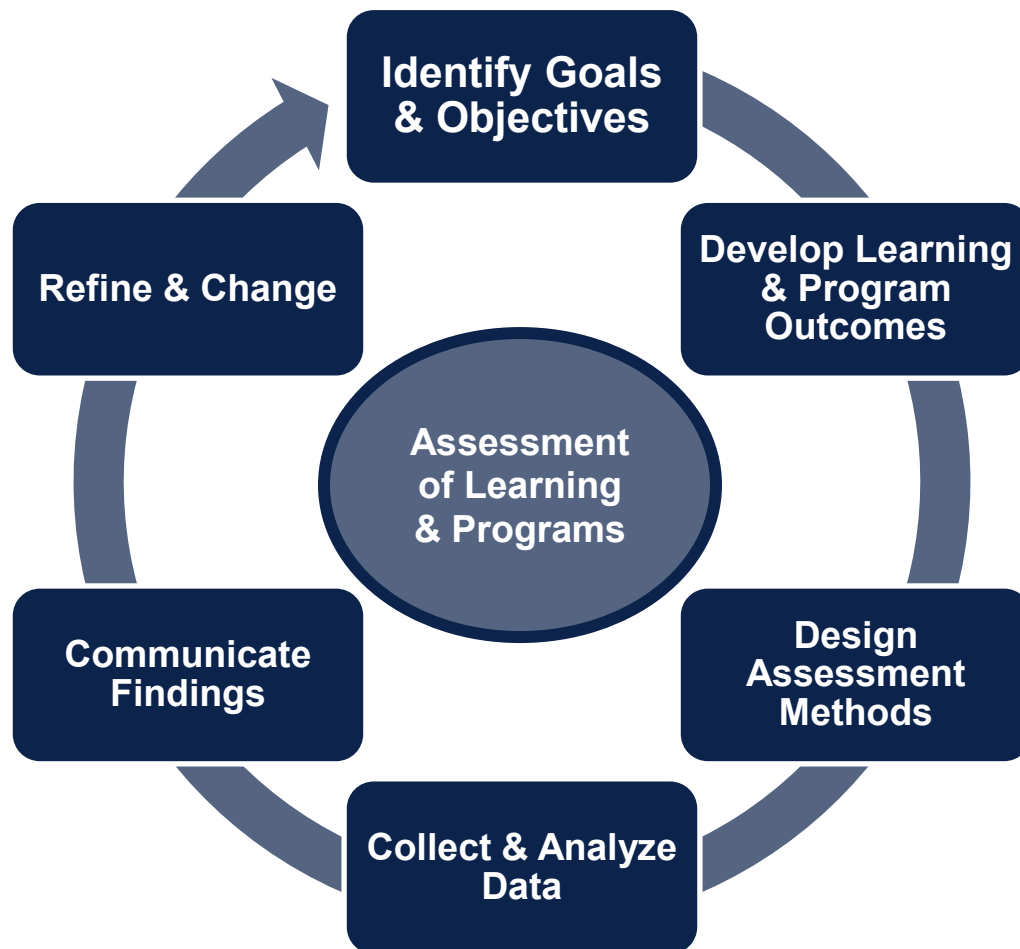 Identify Goals
& Objectives
Develop Learning
& Program
Outcomes
Design
Assessment
Methods
Collect & Analyze
Data
Communicate
Findings
Refine & Change
Assessment
of Learning
& Programs